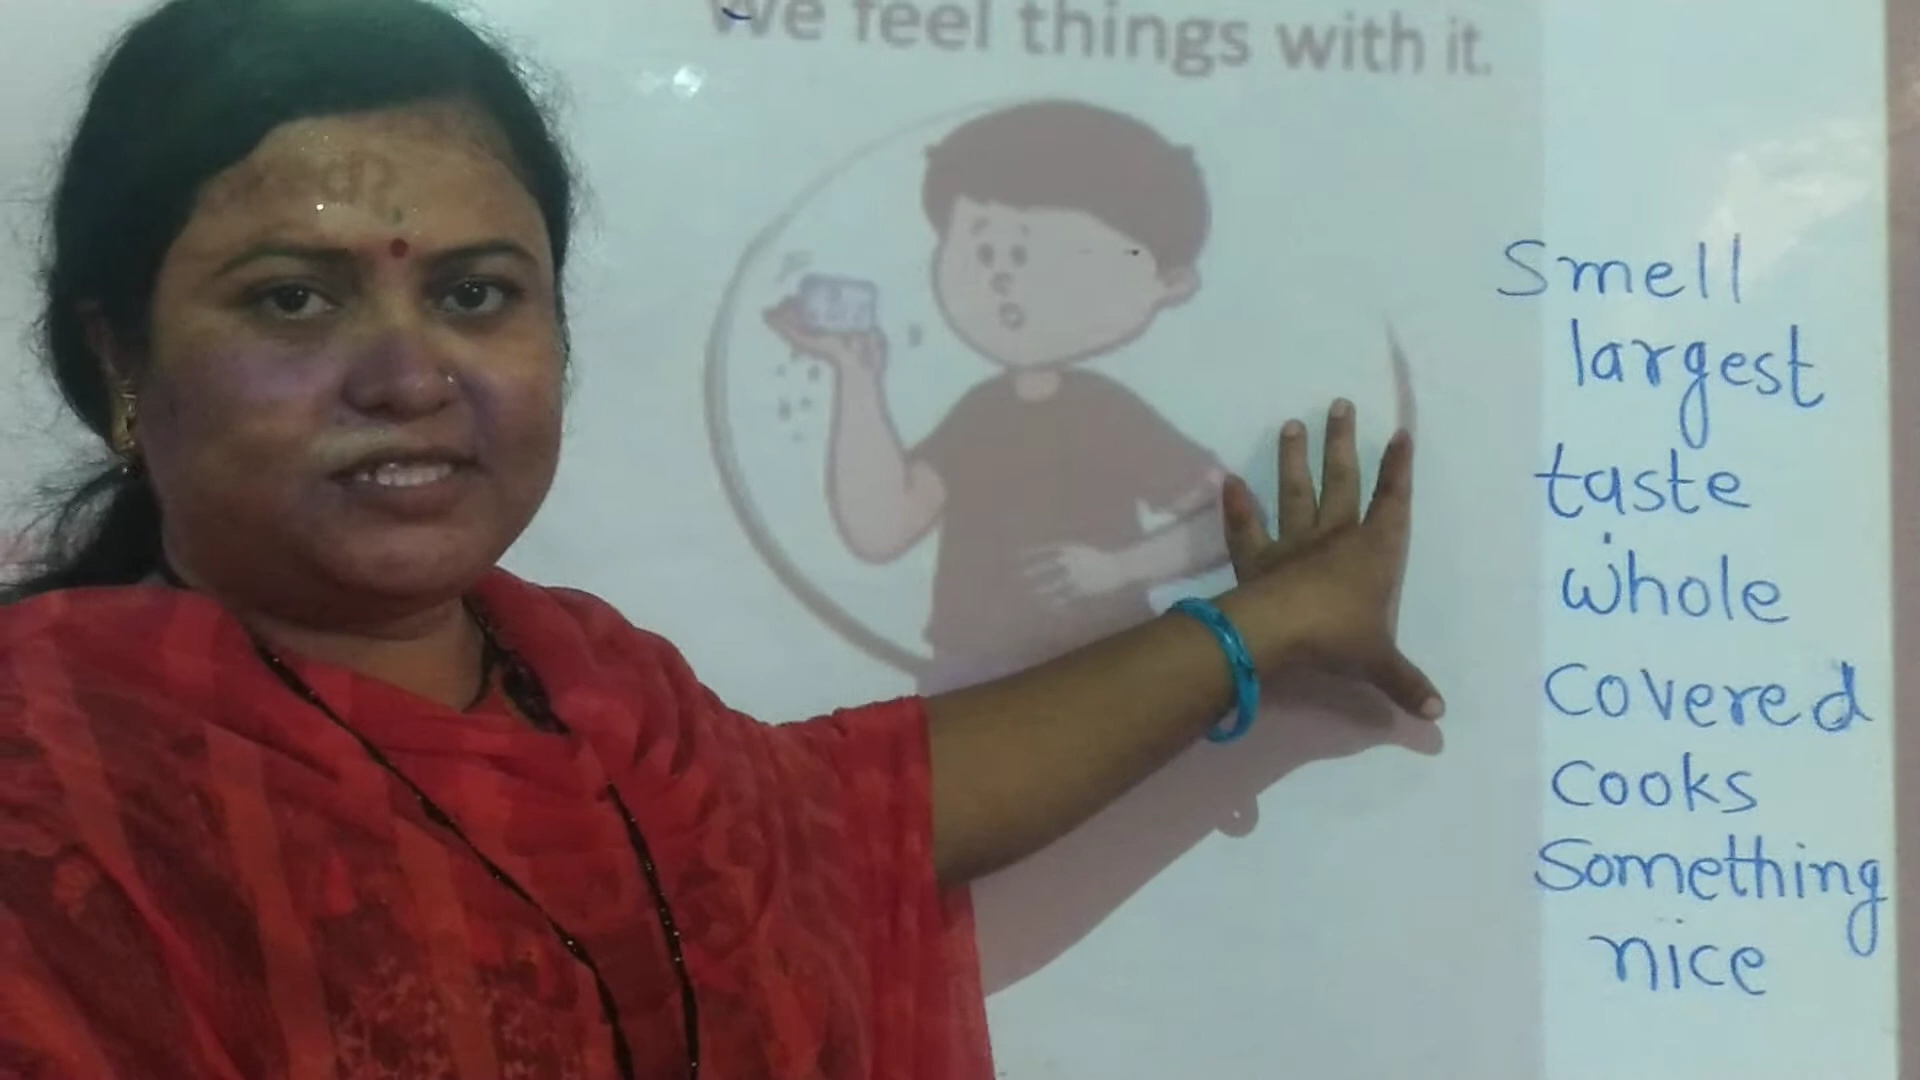 We feel things with it.
Smell
largest
taste
whole
Covered
Cooks
Something
nice